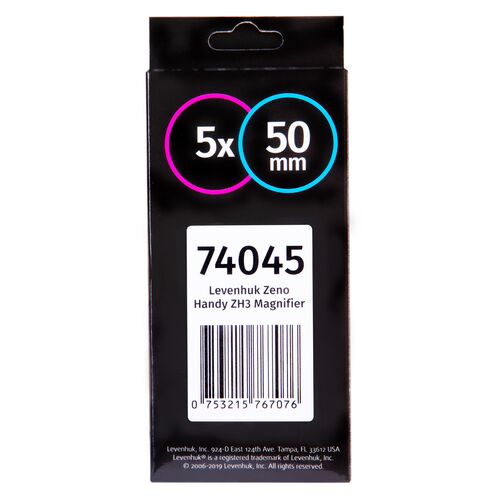 5x
50
mm
74045
Levenhuk Zeno
Handy ZH3 Magnifier
0 753215 767076
Levenhuk, Inc. 924-D East 124th Ave. Tampa, FL 33612 USA
Levenhuk® is a registered trademark of Levenhuk, Inc.
© 2006-2019 Levenhuk, Inc. All rights reserved.